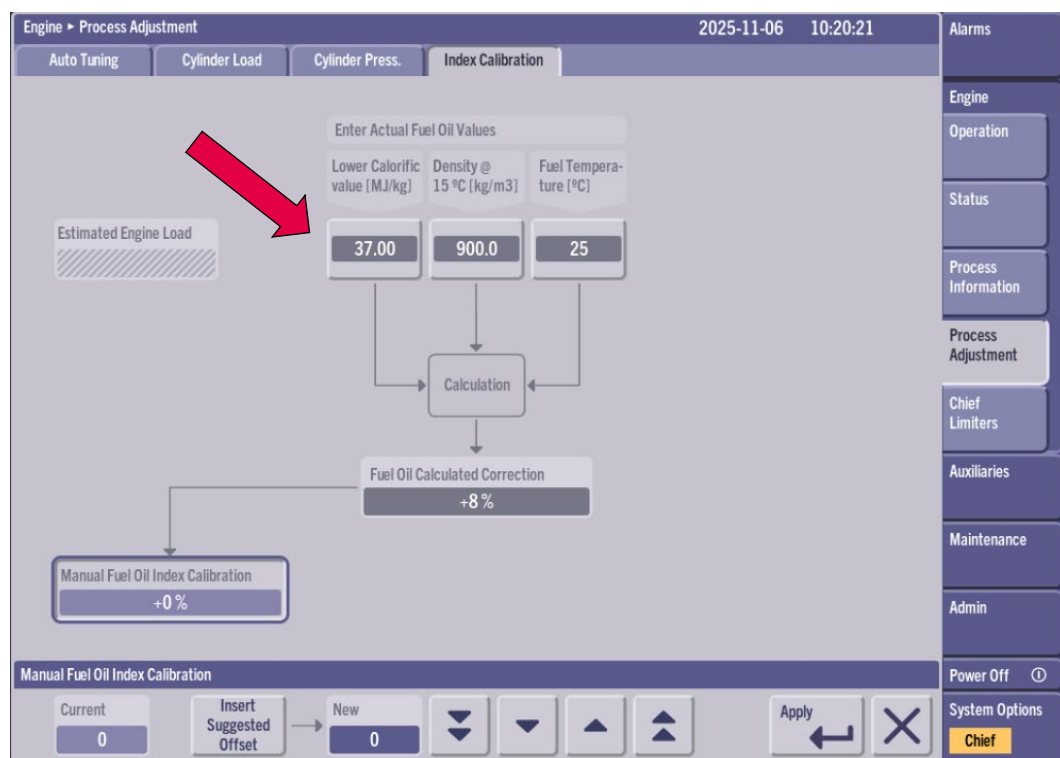 Engine ► Process Adjustment
2025-11-06 10:20:21
Auto Tuning
Cylinder Load
Cylinder Press.
Index Calibration
Enter Actual Fuel Oil Values
Lower Calorific
value [MJ/kg]
Density @
15 ºC [kg/m3]
Fuel Tempera-
ture [ºC]
Estimated Engine Load
37.00
900.0
25
Calculation
Fuel Oil Calculated Correction
+8 %
Manual Fuel Oil Index Calibration
+0 %
Manual Fuel Oil Index Calibration
Current
0
Insert
Suggested
Offset
New
0
Apply
Alarms
Engine
Operation
Status
Process
Information
Process
Adjustment
Chief
Limiters
Auxiliaries
Maintenance
Admin
Power Off
System Options
Chief